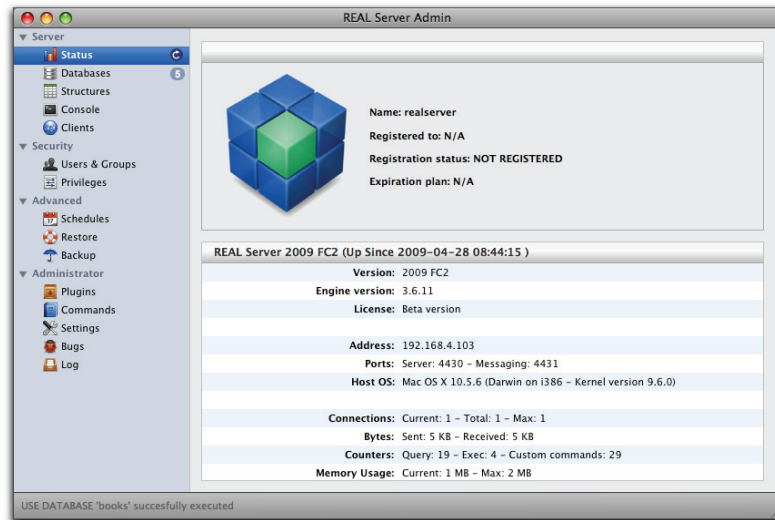 REAL Server Admin
Server
Status
Databases 5
Structures
Console
Clients
Security
Users & Groups
Privileges
Advanced
17 Schedules
Restore
Backup
Administrator
Plugins
Commands
Settings
Bugs
Log
Name: realserver
Registered to: N/A
Registration status: NOT REGISTERED
Expiration plan: N/A
REAL Server 2009 FC2 (Up Since 2009-04-28 08:44:15 )
Version: 2009 FC2
Engine version: 3.6.11
License: Beta version
Address: 192.168.4.103
Ports: Server: 4430 - Messaging: 4431
Host OS: Mac OS X 10.5.6 (Darwin on i386 - Kernel version 9.6.0)
Connections: Current: 1 - Total: 1 - Max: 1
Bytes: Sent: 5 KB - Received: 5 KB
Counters: Query: 19 - Exec: 4 - Custom commands: 29
Memory Usage: Current: 1 MB - Max: 2 MB
USE DATABASE 'books' succesfully executed